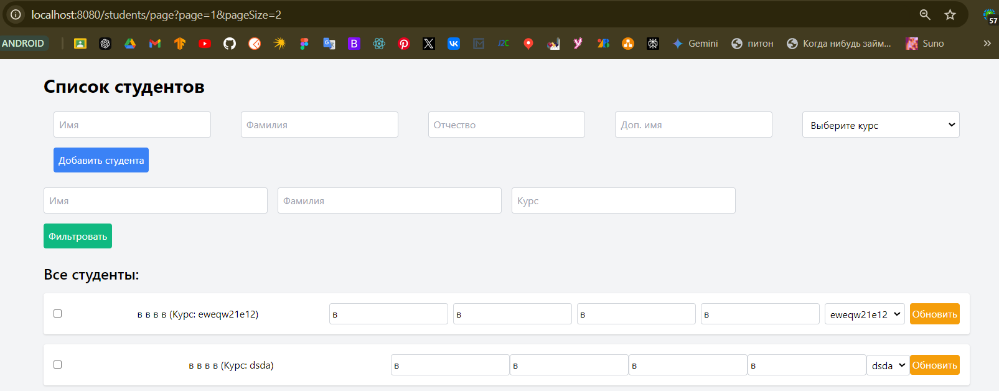 localhost:8080/students/page?page=1&pageSize=2
57
ANDROID Gemini питон Когда нибудь займ... Suno
Список студентов
Имя Фамилия Отчество Доп. имя Выберите курс
Добавить студента
Имя Фамилия Курс
Фильтровать
Все студенты:
в в в в (Курс: eweqw21e12) в в в в eweqw21e12 Обновить
в в в в (Курс: dsda) в в в в dsda Обновить